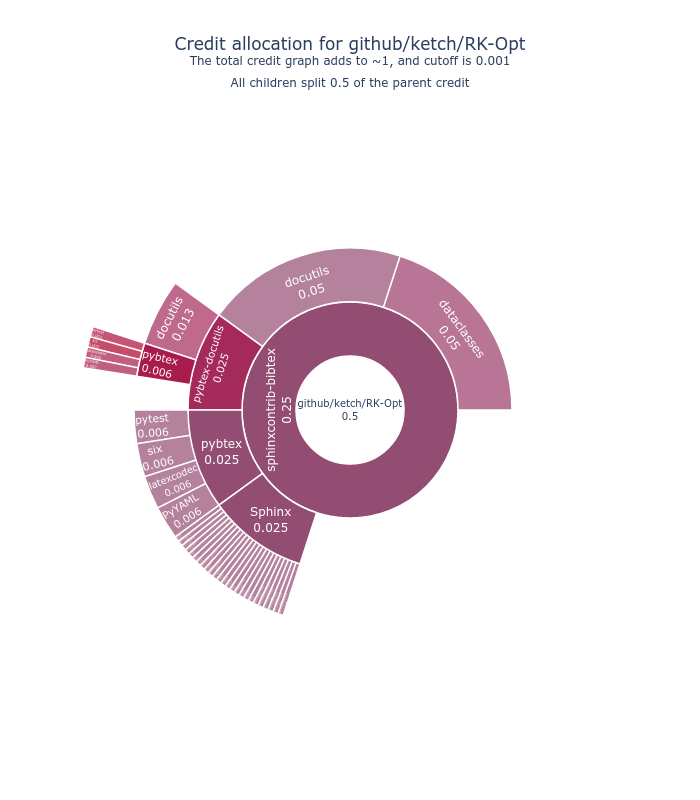 Credit allocation for github/ketch/RK-Opt
The total credit graph adds to ~1, and cutoff is 0.001
All children split 0.5 of the parent credit
github/ketch/RK-Opt
0.5
sphinxcontrib-bibtex
0.25
dataclasses
0.05
docutils
0.05
pybtex-docutils
0.025
docutils
0.013
pybtex
0.006
pybtex
0.025
pytest
0.006
six
0.006
latexcodec
0.006
PyYAML
0.006
Sphinx
0.025